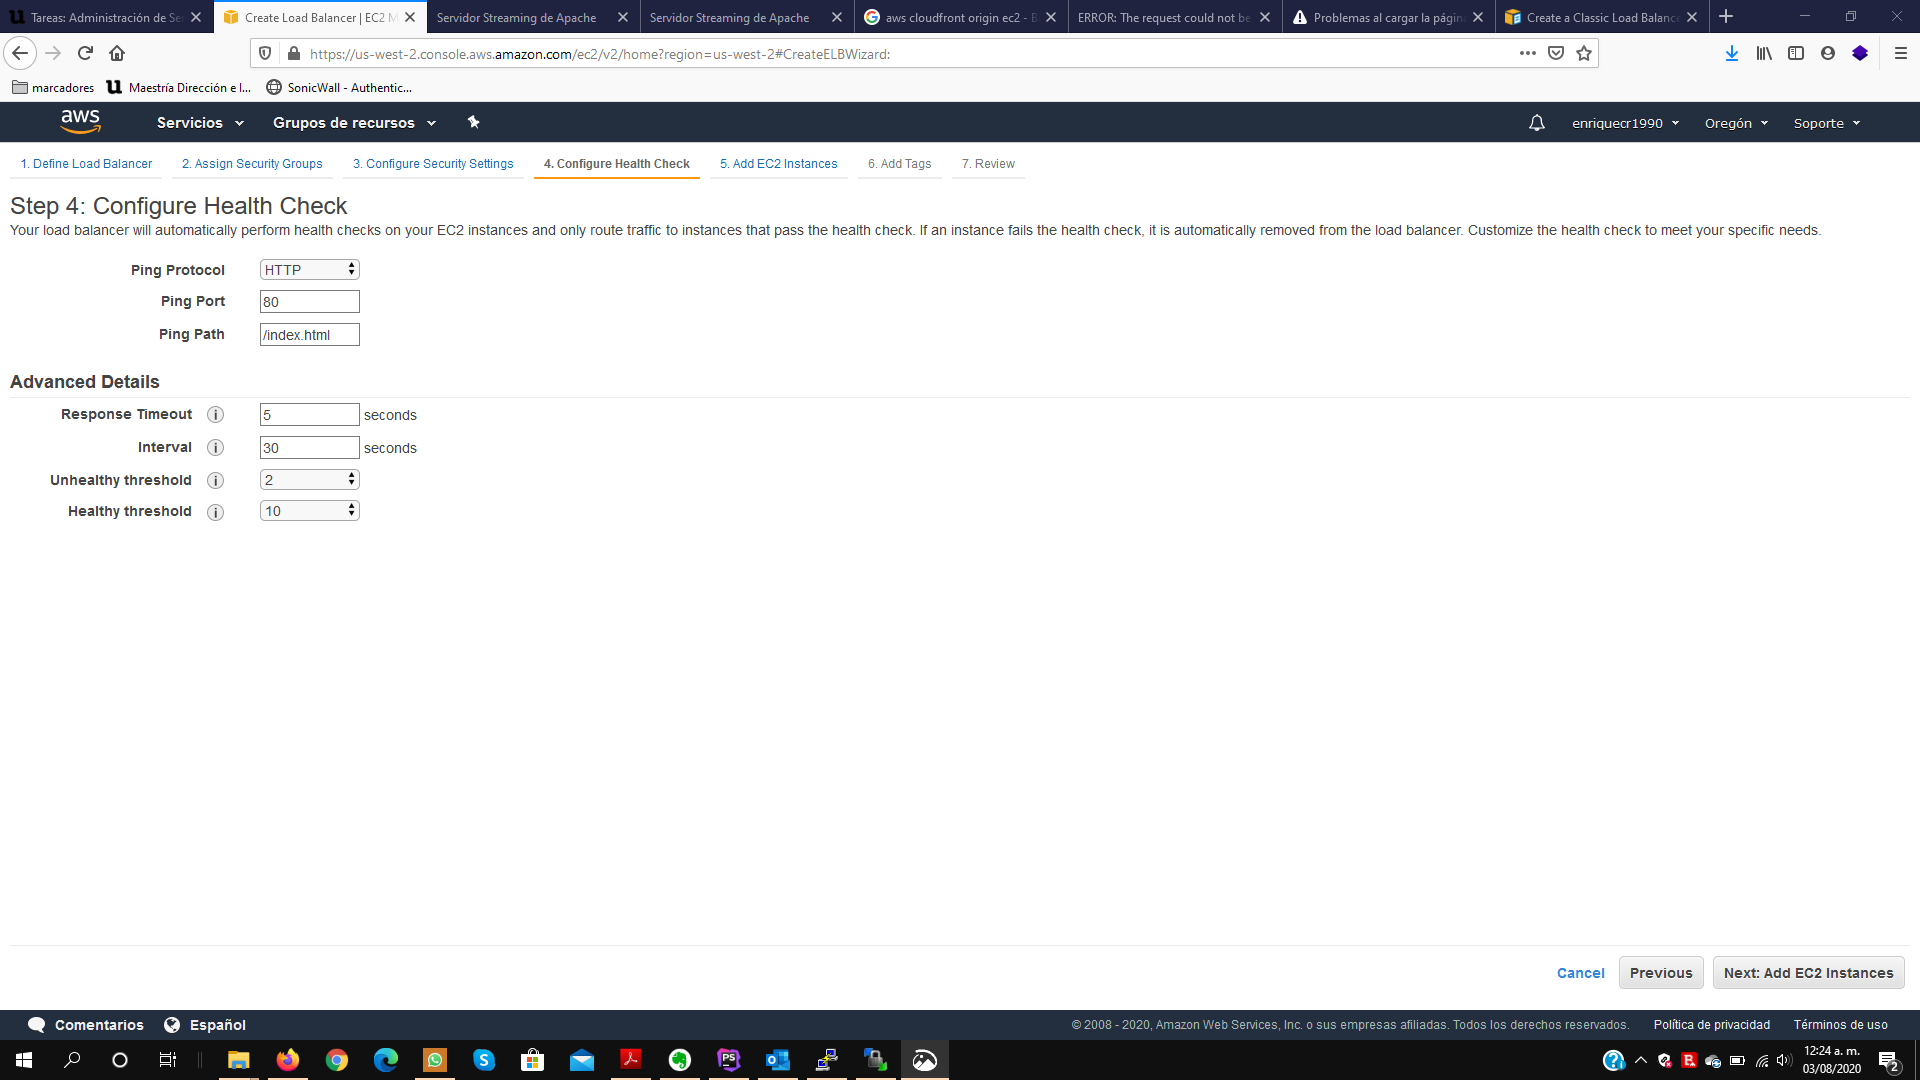 Tareas: Administración de Se
Create Load Balancer | EC2 M
Servidor Streaming de Apache
Servidor Streaming de Apache
aws cloudfront origin ec2 - B
ERROR: The request could not be
Problemas al cargar la página
Create a Classic Load Balance
https://us-west-2.console.aws.amazon.com/ec2/v2/home?region=us-west-2#CreateELBWizard:
marcadores
Maestría Dirección e I...
SonicWall - Authentic...
aws
Servicios
Grupos de recursos
enriquecr1990
Oregón
Soporte
1. Define Load Balancer
2. Assign Security Groups
3. Configure Security Settings
4. Configure Health Check
5. Add EC2 Instances
6. Add Tags
7. Review
Step 4: Configure Health Check
Your load balancer will automatically perform health checks on your EC2 instances and only route traffic to instances that pass the health check. If an instance fails the health check, it is automatically removed from the load balancer. Customize the health check to meet your specific needs.
Ping Protocol HTTP
Ping Port 80
Ping Path /index.html
Advanced Details
Response Timeout i 5 seconds
Interval i 30 seconds
Unhealthy threshold i 2
Healthy threshold i 10
Cancel
Previous
Next: Add EC2 Instances
Comentarios
Español
© 2008 - 2020, Amazon Web Services, Inc. o sus empresas afiliadas. Todos los derechos reservados.
Política de privacidad
Términos de uso
12:24 a. m.
03/08/2020
2